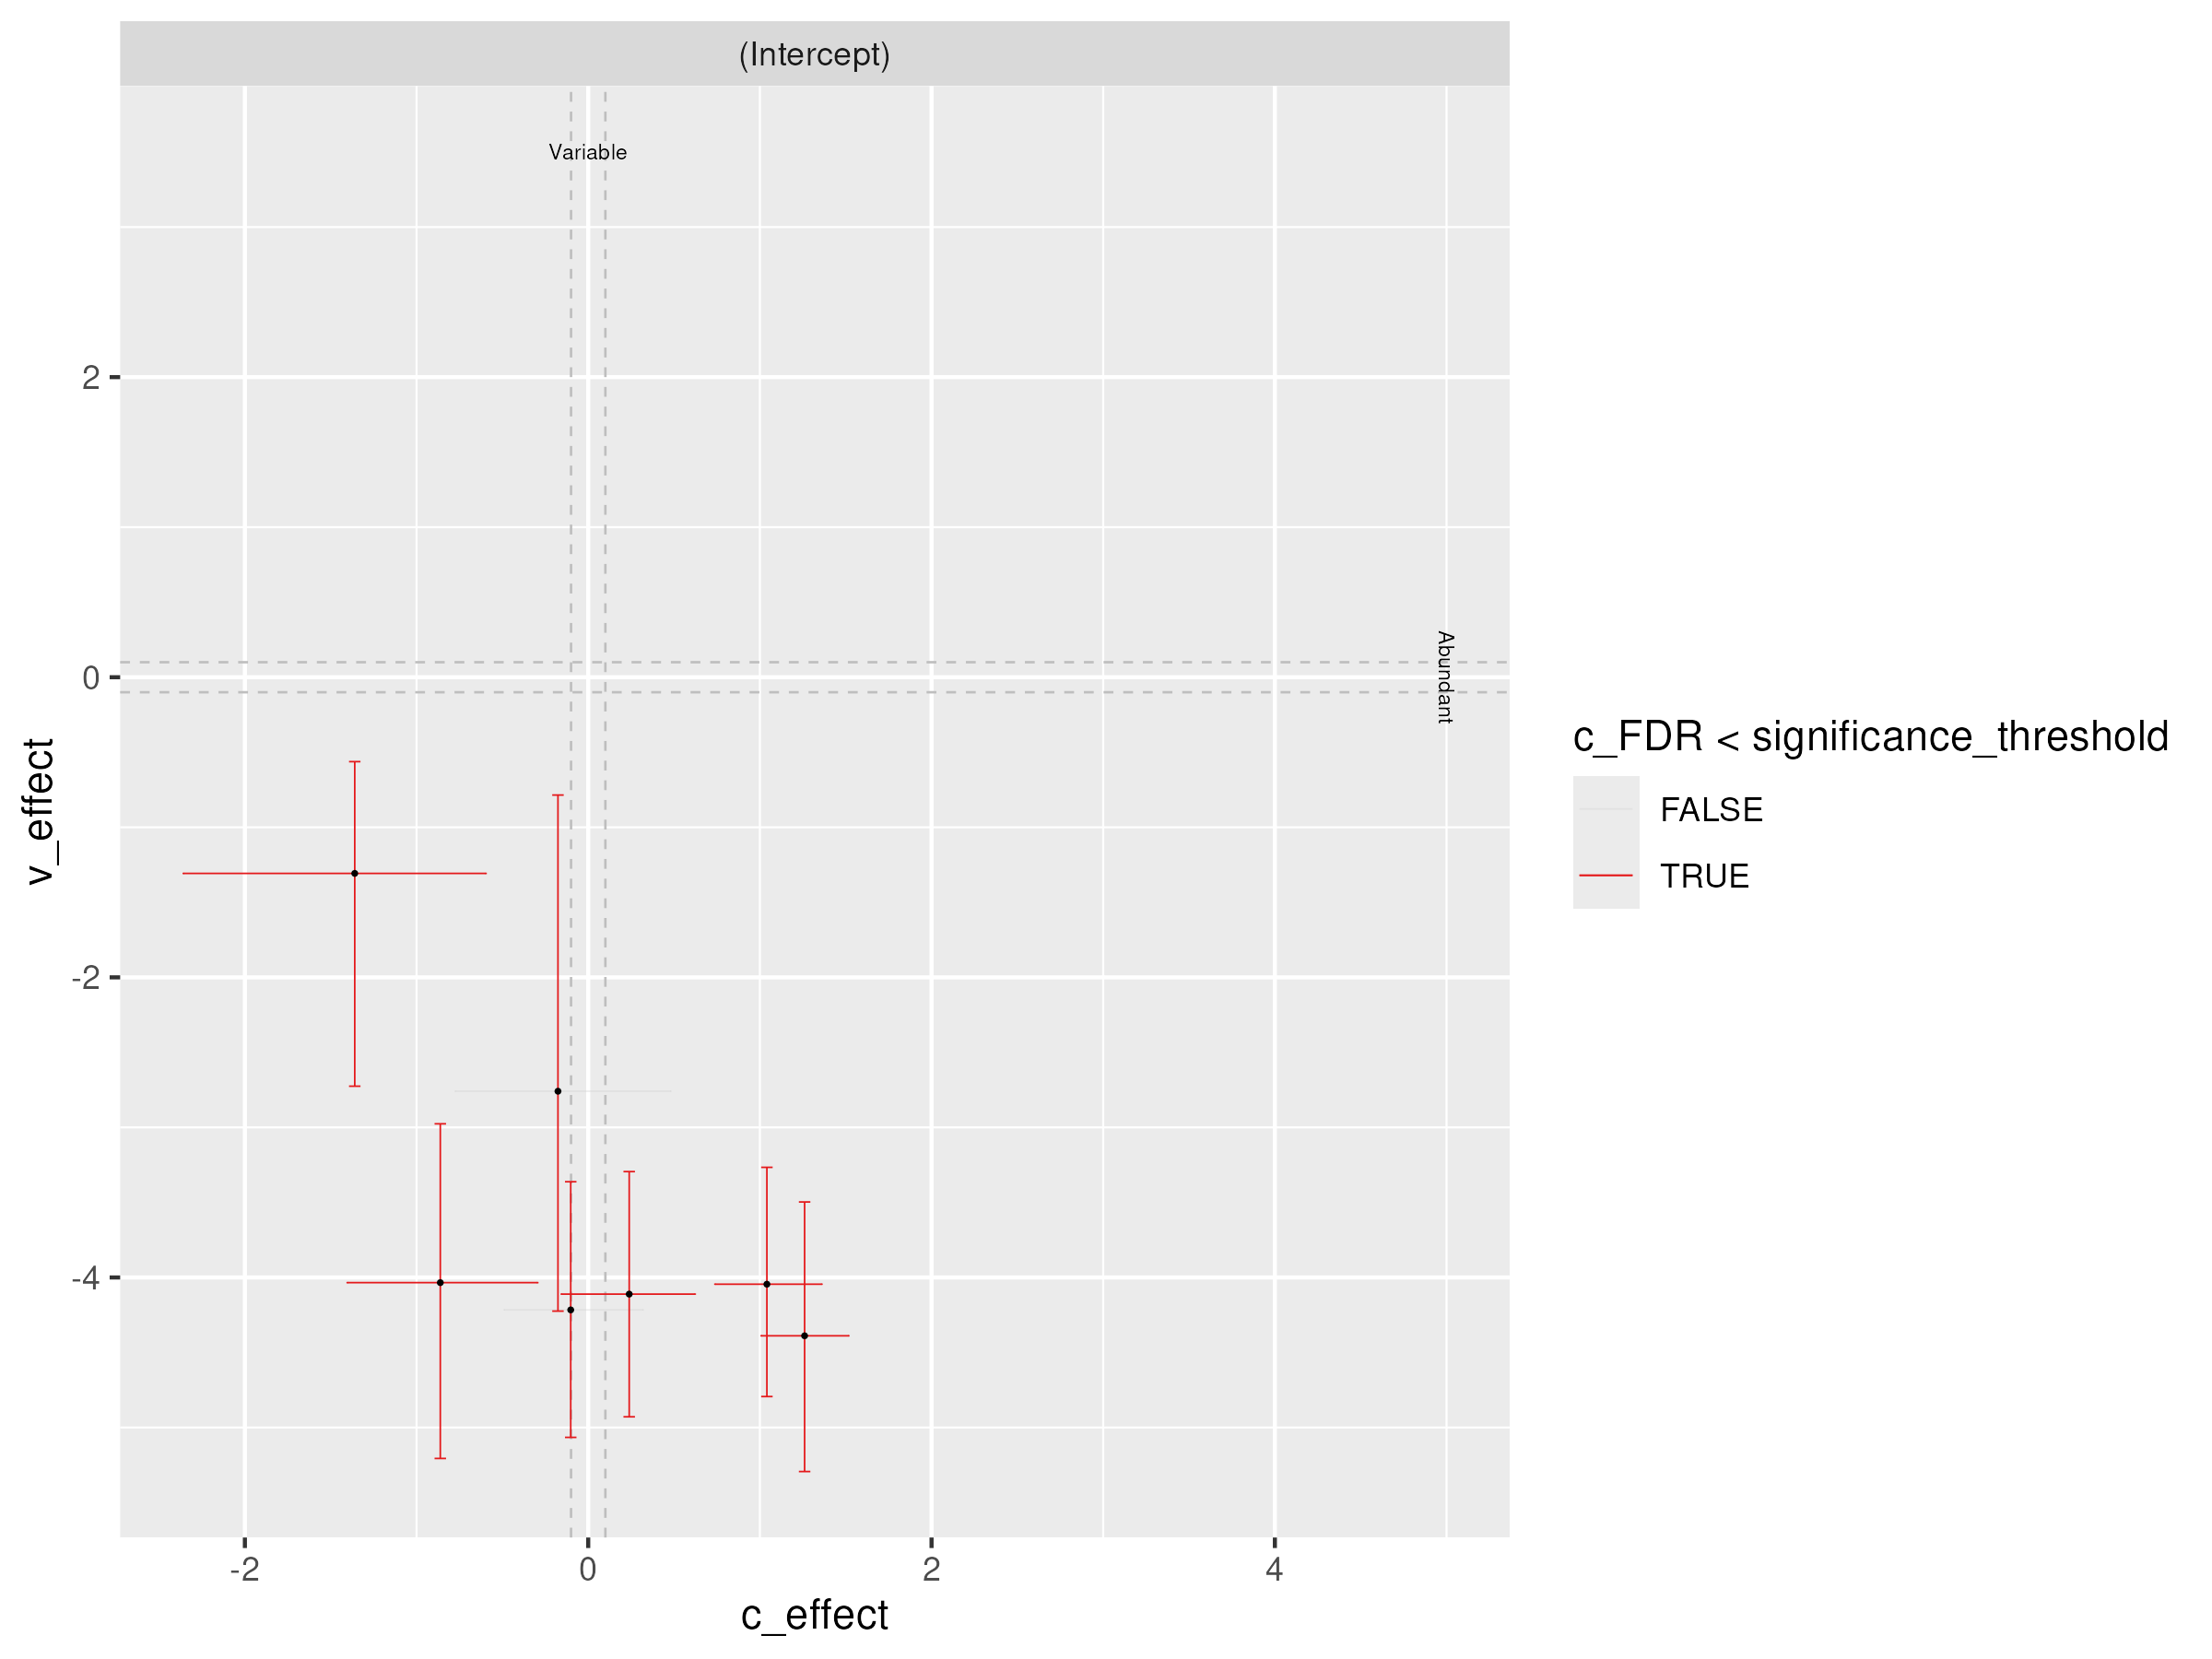 (Intercept)
Variable
Abundant
2
0
-2
-4
v_effect
-2
0
2
4
c_effect
c_FDR < significance_threshold
FALSE
TRUE